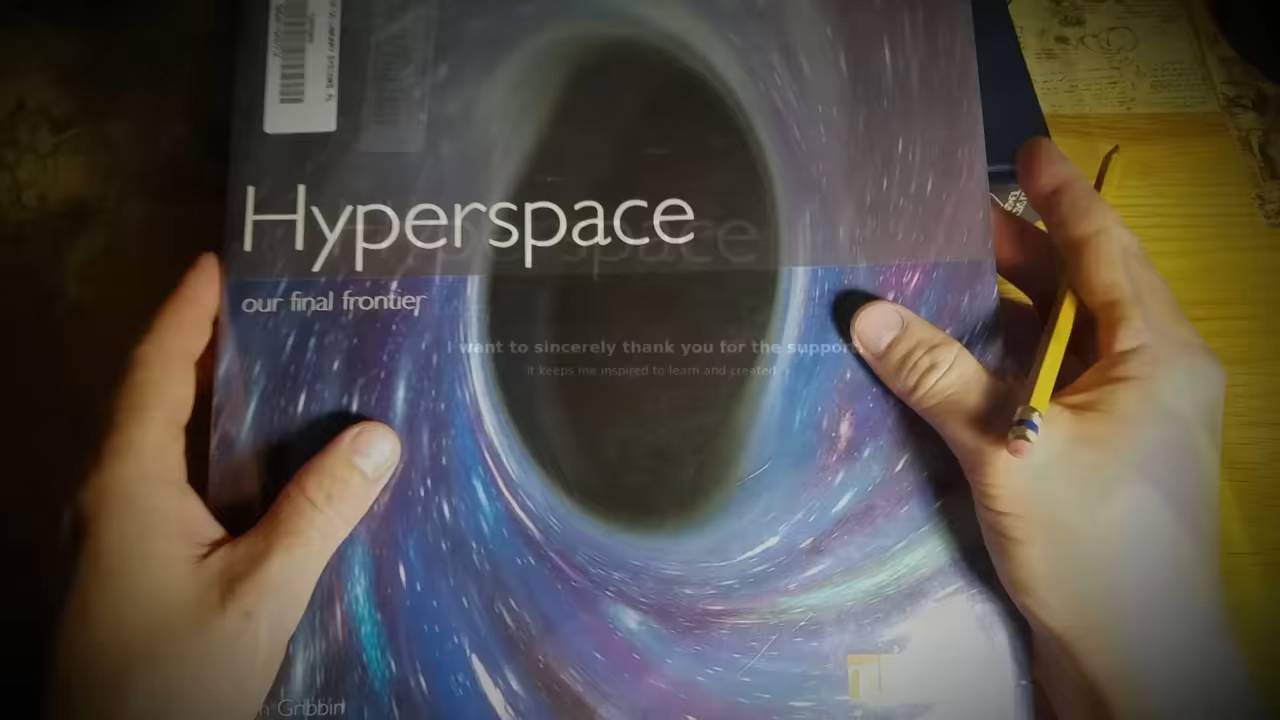 Hyperspace
our final frontier
I want to sincerely thank you for the support.
It keeps me inspired to learn and created
Gribbin